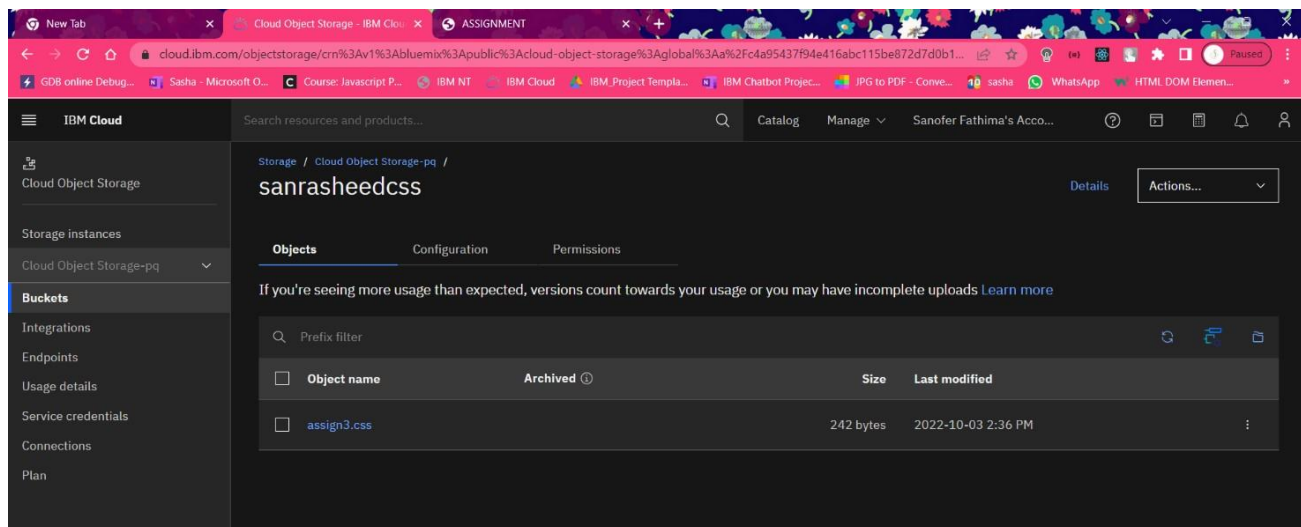 New Tab
Cloud Object Storage - IBM Clou
ASSIGNMENT
cloud.ibm.com/objectstorage/crn%3Av1%3Abluemix%3Apublic%3Acloud-object-storage%3Aglobal%3Aa%2Fc4a95437f94e416abc115be872d7d0b1...
Paused
GDB online Debug...
Sasha - Microsoft O...
Course: Javascript P...
IBM NT
IBM Cloud
IBM_Project Templa...
IBM Chatbot Projec...
JPG to PDF - Conve...
sasha
WhatsApp
HTML DOM Elemen...
IBM Cloud
Search resources and products...
Catalog
Manage
Sanofer Fathima's Acco...
Cloud Object Storage
Storage instances
Cloud Object Storage-pq
Buckets
Integrations
Endpoints
Usage details
Service credentials
Connections
Plan
Storage / Cloud Object Storage-pq /
sanrasheedcss
Details
Actions...
Objects Configuration Permissions
If you're seeing more usage than expected, versions count towards your usage or you may have incomplete uploads Learn more
Prefix filter
Object name Archived Size Last modified
assign3.css 242 bytes 2022-10-03 2:36 PM